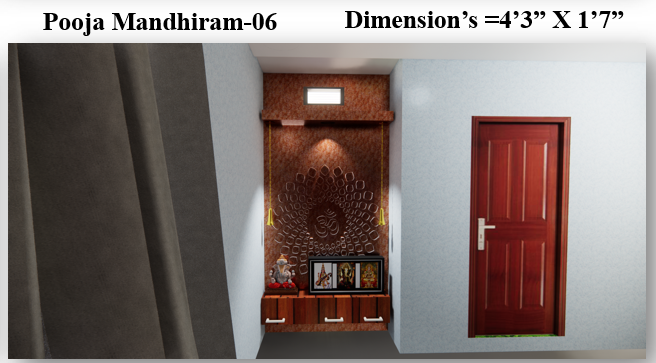 Pooja Mandhiram-06 Dimension’s =4’3” X 1’7”
ॐ